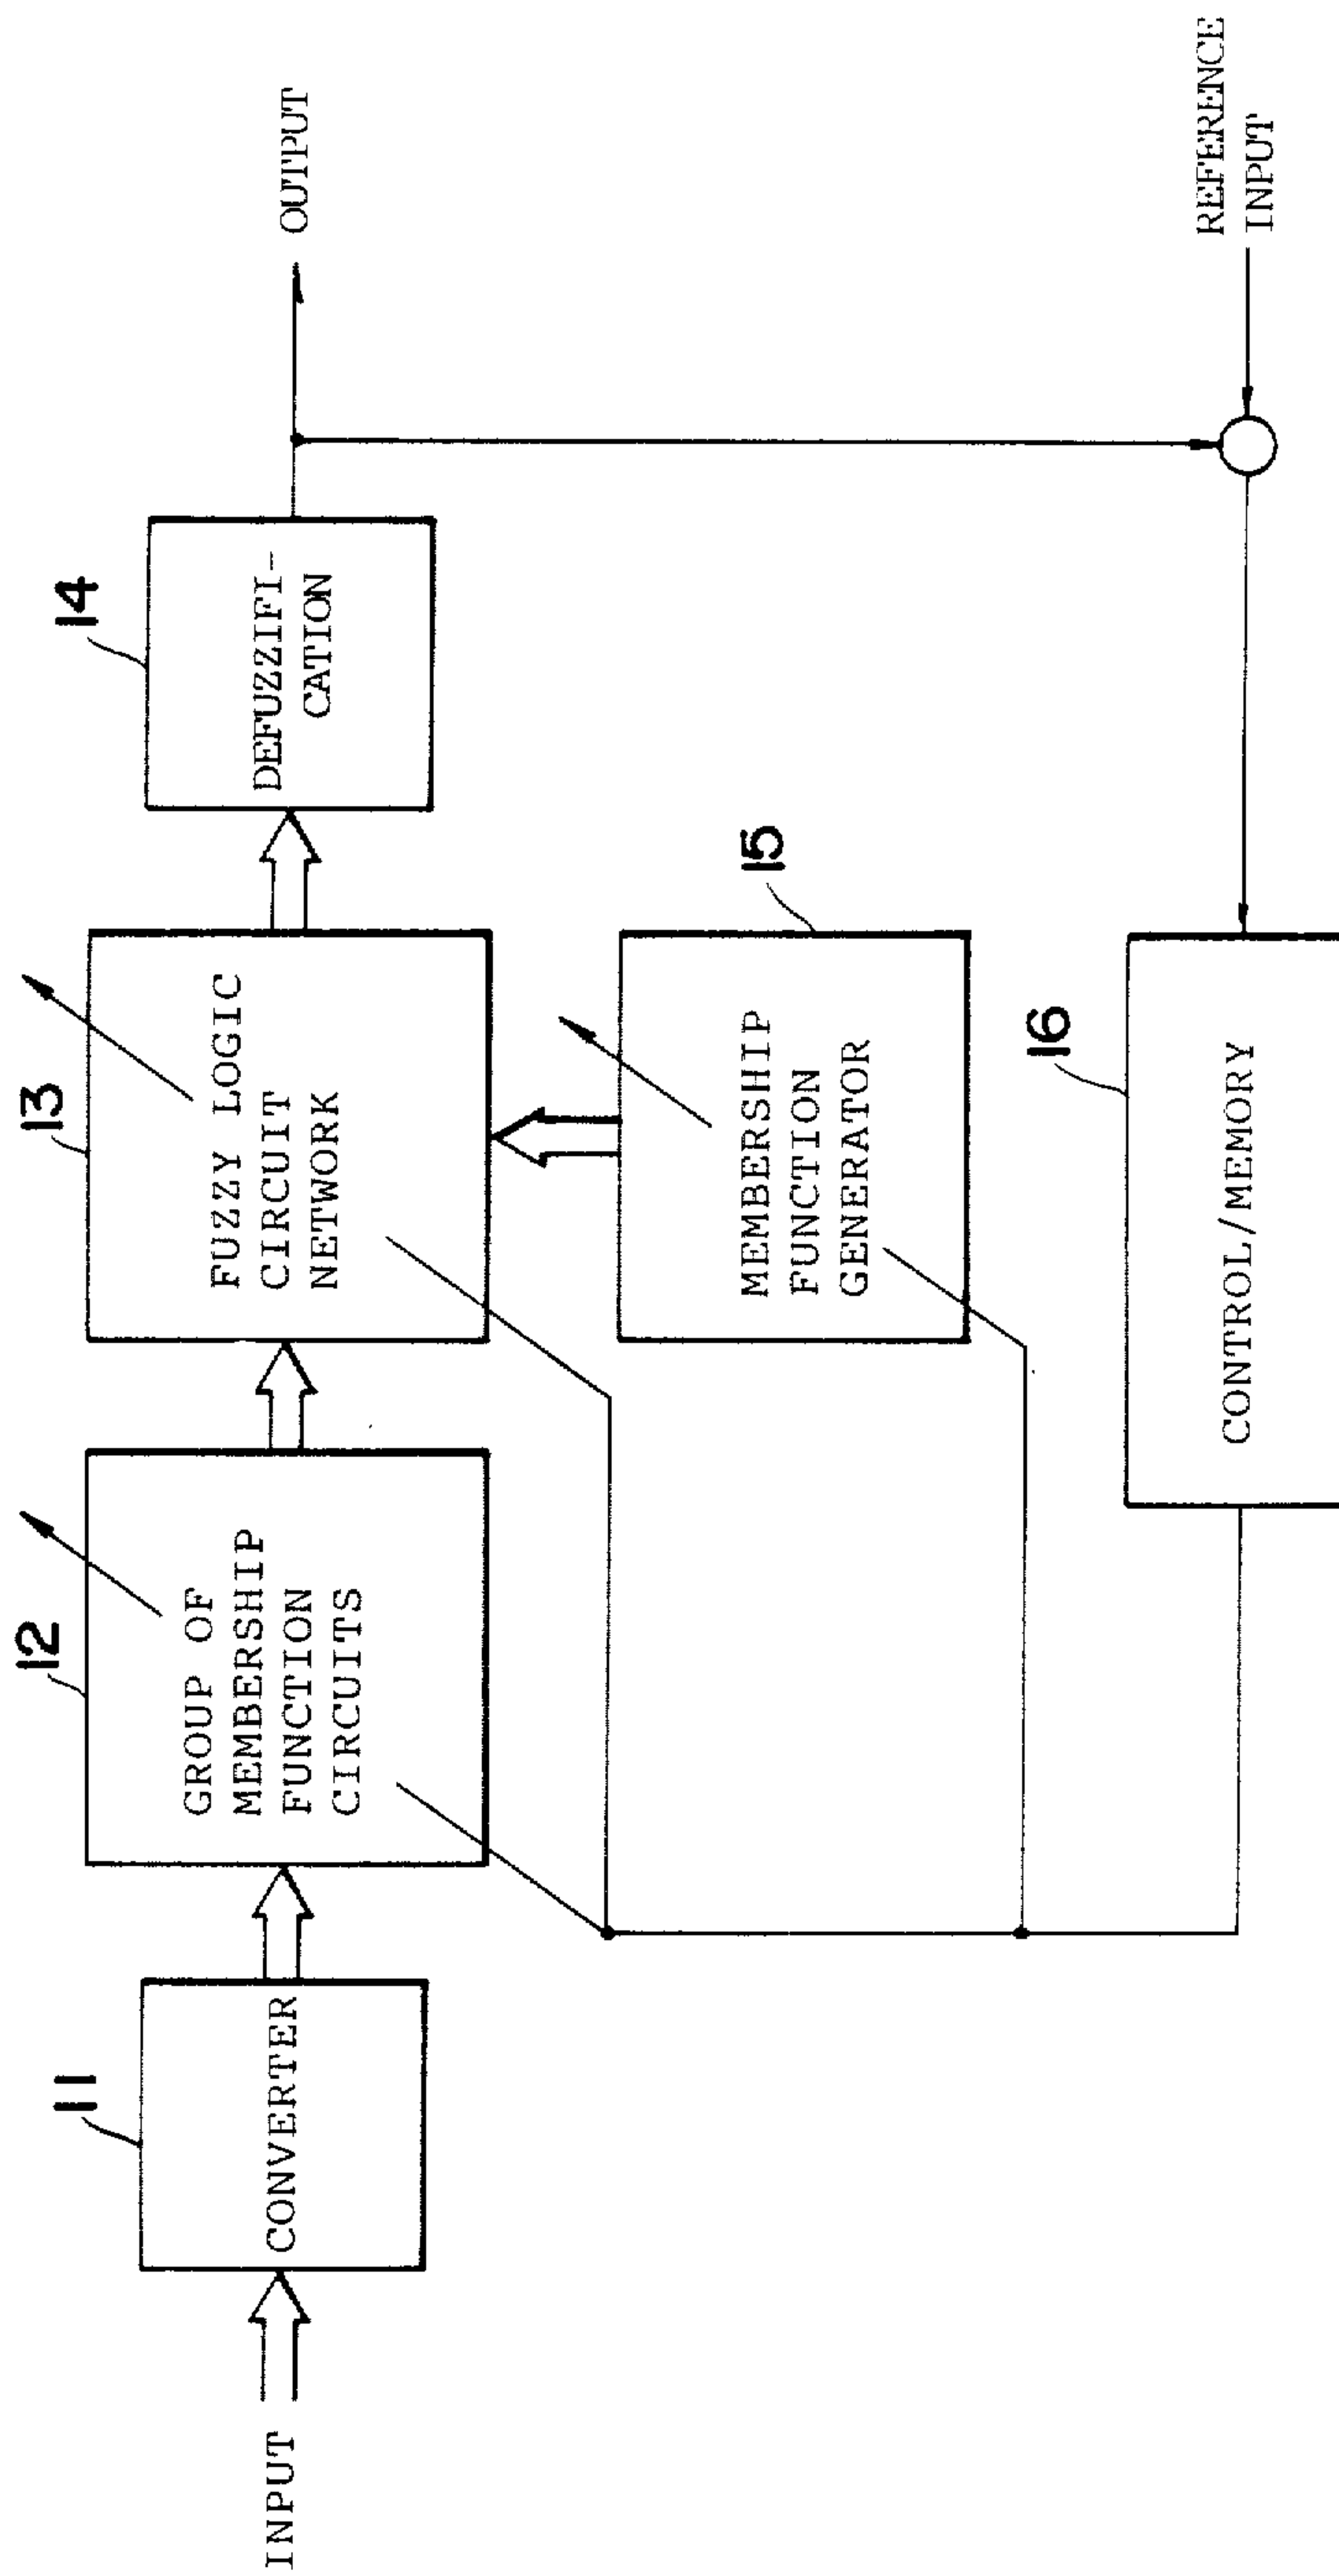 INPUT
11
CONVERTER
12
GROUP OF
MEMBERSHIP
FUNCTION
CIRCUITS
13
FUZZY LOGIC
CIRCUIT
NETWORK
14
DEFUZZIFI-
CATION
OUTPUT
15
MEMBERSHIP
FUNCTION
GENERATOR
16
CONTROL/MEMORY
REFERENCE
INPUT